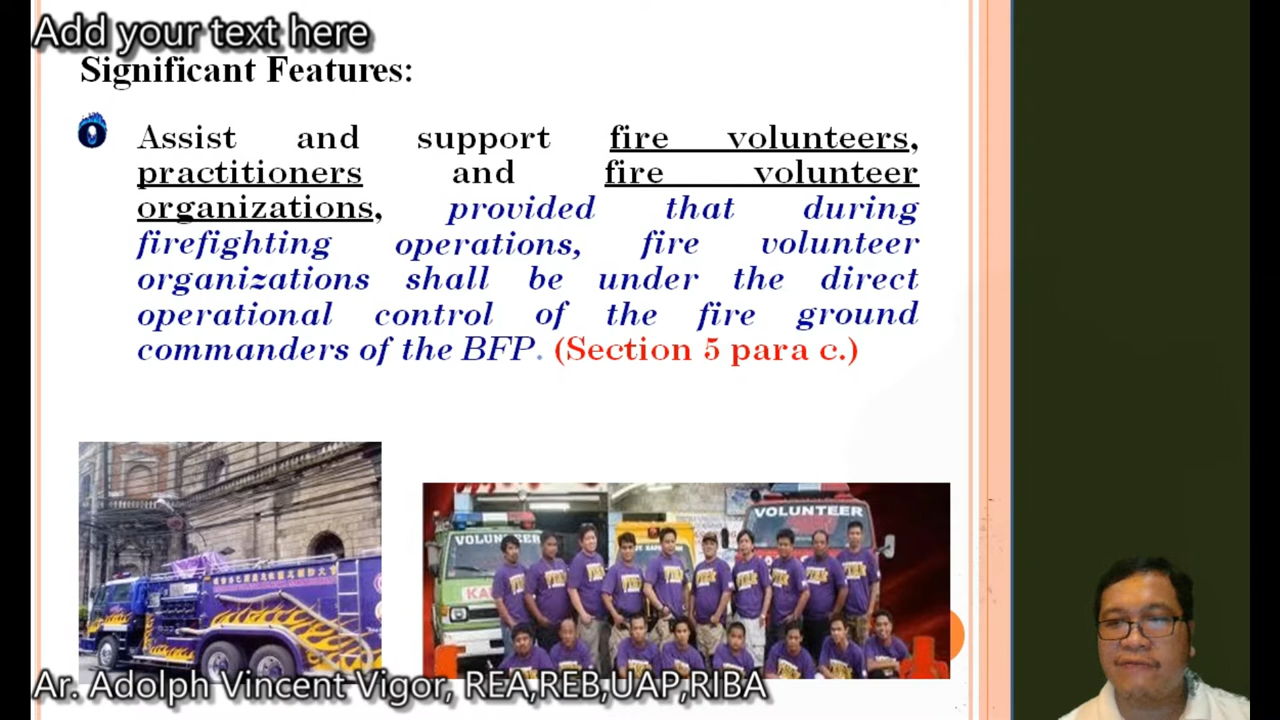 Add your text here
Significant Features:
Assist and support fire volunteers,
practitioners and fire volunteer
organizations, provided that during
firefighting operations, fire volunteer
organizations shall be under the direct
operational control of the fire ground
commanders of the BFP. (Section 5 para c.)
VOLUNTEER
VOLUNTEER
Ar. Adolph Vincent Vigor, REA,REB,UAP,RIBA